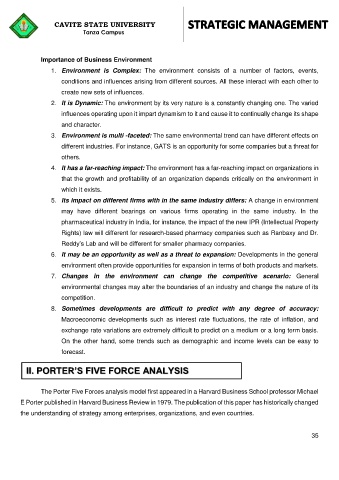 CAVITE STATE UNIVERSITY
Tanza Campus
STRATEGIC MANAGEMENT
Importance of Business Environment
1. Environment is Complex: The environment consists of a number of factors, events,
conditions and influences arising from different sources. All these interact with each other to
create new sets of influences.
2. It is Dynamic: The environment by its very nature is a constantly changing one. The varied
influences operating upon it impart dynamism to it and cause it to continually change its shape
and character.
3. Environment is multi -faceted: The same environmental trend can have different effects on
different industries. For instance, GATS is an opportunity for some companies but a threat for
others.
4. It has a far-reaching impact: The environment has a far-reaching impact on organizations in
that the growth and profitability of an organization depends critically on the environment in
which it exists.
5. Its impact on different firms with in the same industry differs: A change in environment
may have different bearings on various firms operating in the same industry. In the
pharmaceutical industry in India, for instance, the impact of the new IPR (Intellectual Property
Rights) law will different for research-based pharmacy companies such as Ranbaxy and Dr.
Reddy's Lab and will be different for smaller pharmacy companies.
6. It may be an opportunity as well as a threat to expansion: Developments in the general
environment often provide opportunities for expansion in terms of both products and markets.
7. Changes in the environment can change the competitive scenario: General
environmental changes may alter the boundaries of an industry and change the nature of its
competition.
8. Sometimes developments are difficult to predict with any degree of accuracy:
Macroeconomic developments such as interest rate fluctuations, the rate of inflation, and
exchange rate variations are extremely difficult to predict on a medium or a long term basis.
On the other hand, some trends such as demographic and income levels can be easy to
forecast.
II. PORTER'S FIVE FORCE ANALYSIS
The Porter Five Forces analysis model first appeared in a Harvard Business School professor Michael
E Porter published in Harvard Business Review in 1979. The publication of this paper has historically changed
the understanding of strategy among enterprises, organizations, and even countries.
35